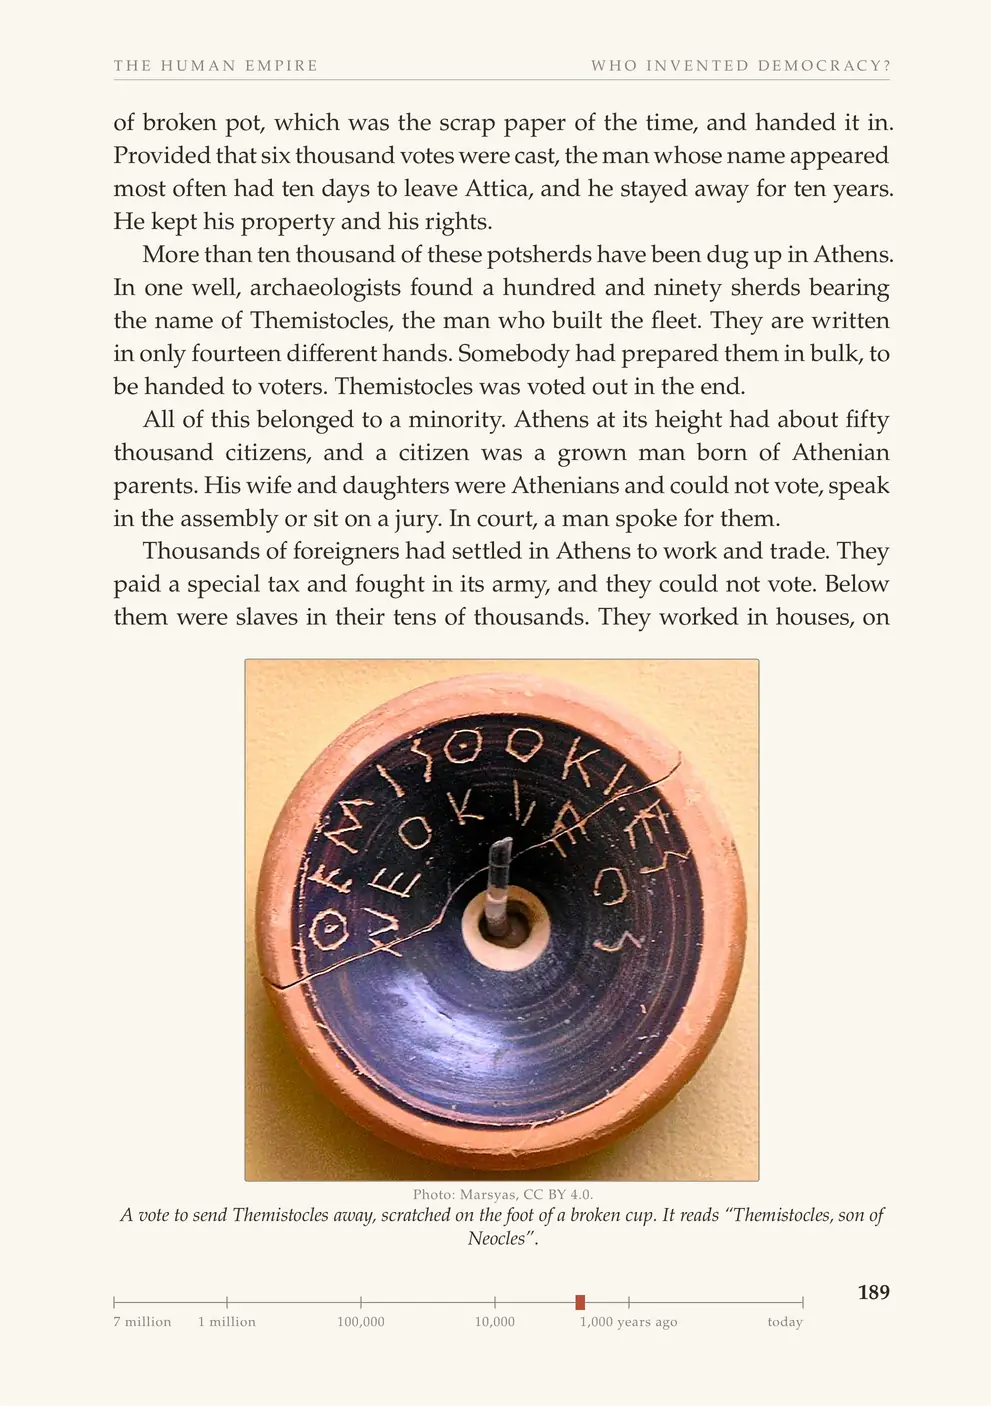 THE HUMAN EMPIRE
WHO INVENTED DEMOCRACY?
of broken pot, which was the scrap paper of the time, and handed it in.
Provided that six thousand votes were cast, the man whose name appeared
most often had ten days to leave Attica, and he stayed away for ten years.
He kept his property and his rights.
More than ten thousand of these potsherds have been dug up in Athens.
In one well, archaeologists found a hundred and ninety sherds bearing
the name of Themistocles, the man who built the fleet. They are written
in only fourteen different hands. Somebody had prepared them in bulk, to
be handed to voters. Themistocles was voted out in the end.
All of this belonged to a minority. Athens at its height had about fifty
thousand citizens, and a citizen was a grown man born of Athenian
parents. His wife and daughters were Athenians and could not vote, speak
in the assembly or sit on a jury. In court, a man spoke for them.
Thousands of foreigners had settled in Athens to work and trade. They
paid a special tax and fought in its army, and they could not vote. Below
them were slaves in their tens of thousands. They worked in houses, on
ΘΕΜΙΣΘΟΚΛΕΣ
ΝΕΟΚΛΕΟΣ
Photo: Marsyas, CC BY 4.0.
A vote to send Themistocles away, scratched on the foot of a broken cup. It reads “Themistocles, son of
Neocles”.
189
7 million 1 million 100,000 10,000 1,000 years ago today